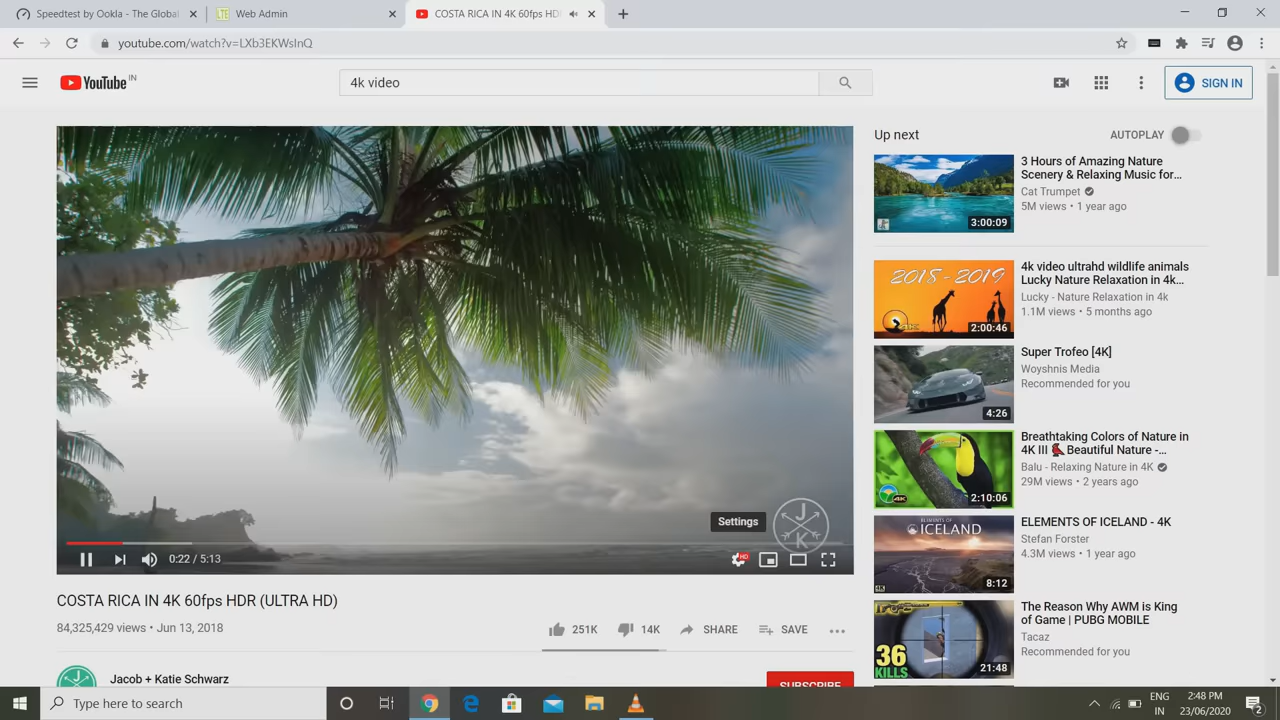 Speedtest by Ookla - The Global
LTE Web Admin
COSTA RICA IN 4K 60fps HD
youtube.com/watch?v=LXb3EKWsInQ
YouTube IN
4k video
SIGN IN
Up next
AUTOPLAY
3 Hours of Amazing Nature
Scenery & Relaxing Music for...
Cat Trumpet
5M views • 1 year ago
3:00:09
2015 - 2019
2:00:46
4k video ultrahd wildlife animals
Lucky Nature Relaxation in 4k...
Lucky - Nature Relaxation in 4k
1.1M views • 5 months ago
4:26
Super Trofeo [4K]
Woyshnis Media
Recommended for you
4K
2:10:06
Breathtaking Colors of Nature in
4K III 🐦Beautiful Nature -...
Balu - Relaxing Nature in 4K
29M views • 2 years ago
ICELAND
4K
8:12
ELEMENTS OF ICELAND - 4K
Stefan Forster
4.3M views • 1 year ago
36
KILLS
21:48
The Reason Why AWM is King
of Game | PUBG MOBILE
Tacaz
Recommended for you
J
K
Settings
0:22 / 5:13
HD
COSTA RICA IN 4K 60fps HDR (ULTRA HD)
84,325,429 views • Jun 13, 2018
251K
14K
SHARE
SAVE
Jacob + Katie Schwarz
SUBSCRIBE
Type here to search
ENG
IN
2:48 PM
23/06/2020
2